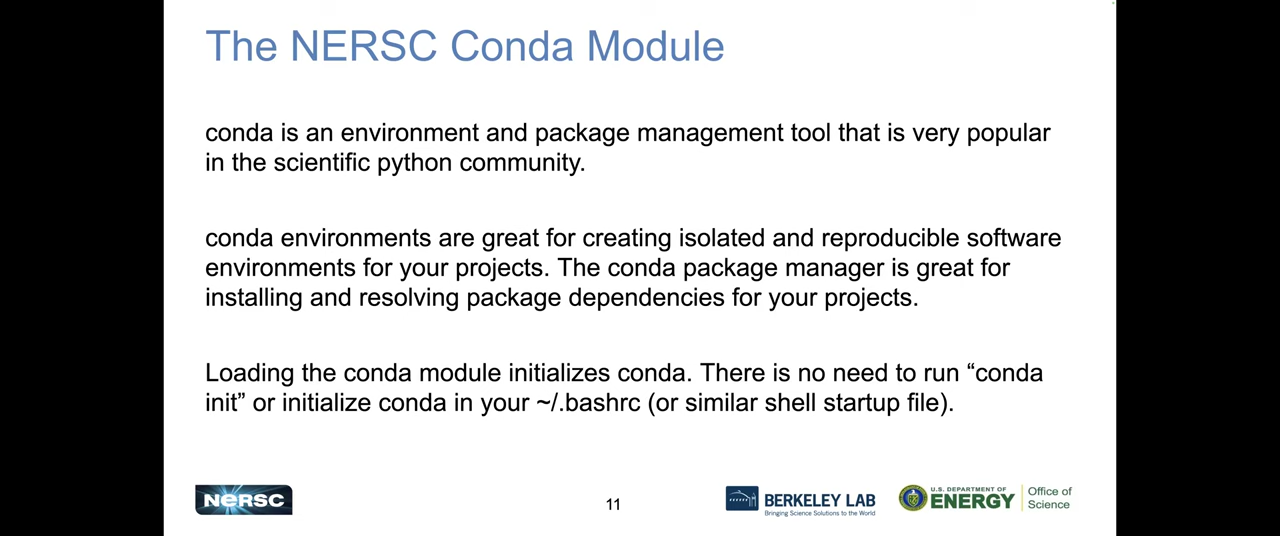 The NERSC Conda Module
conda is an environment and package management tool that is very popular
in the scientific python community.
conda environments are great for creating isolated and reproducible software
environments for your projects. The conda package manager is great for
installing and resolving package dependencies for your projects.
Loading the conda module initializes conda. There is no need to run “conda
init” or initialize conda in your ~/.bashrc (or similar shell startup file).
NERSC
11
BERKELEY LAB
Bringing Science Solutions to the World
U.S. DEPARTMENT OF
ENERGY
Office of
Science